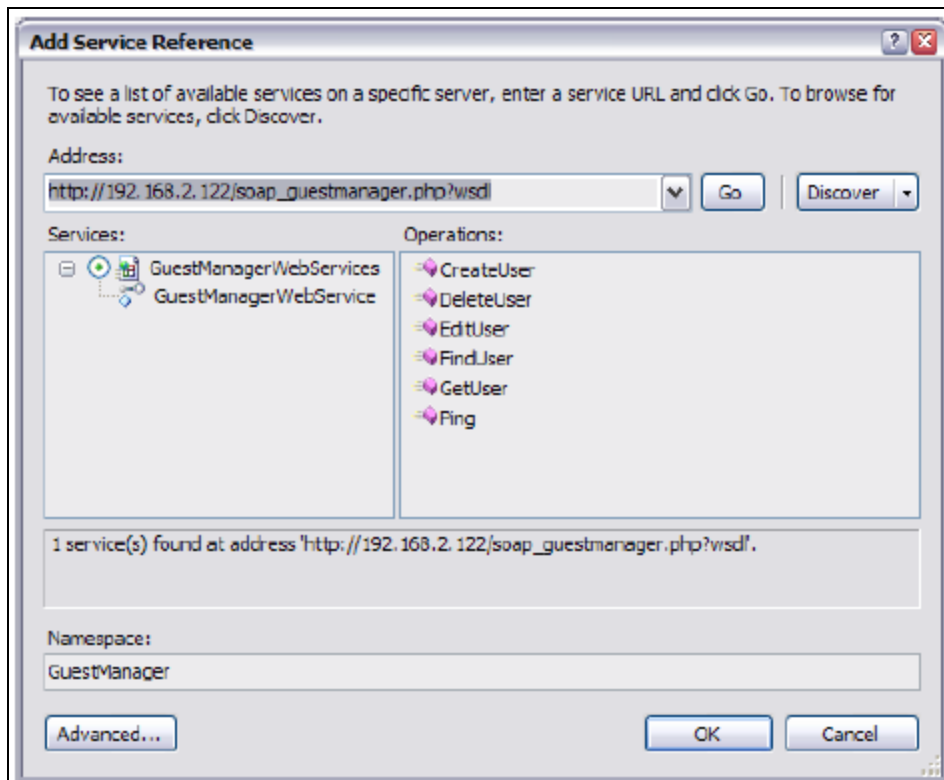 Add Service Reference
To see a list of available services on a specific server, enter a service URL and click Go. To browse for
available services, click Discover.
Address:
http://192.168.2.122/soap_guestmanager.php?wsdl
Go
Discover
Services:
Operations:
GuestManagerWebServices
GuestManagerWebService
CreateUser
DeleteUser
EditUser
FindUser
GetUser
Ping
1 service(s) found at address 'http://192.168.2.122/soap_guestmanager.php?wsdl'.
Namespace:
GuestManager
Advanced...
OK
Cancel